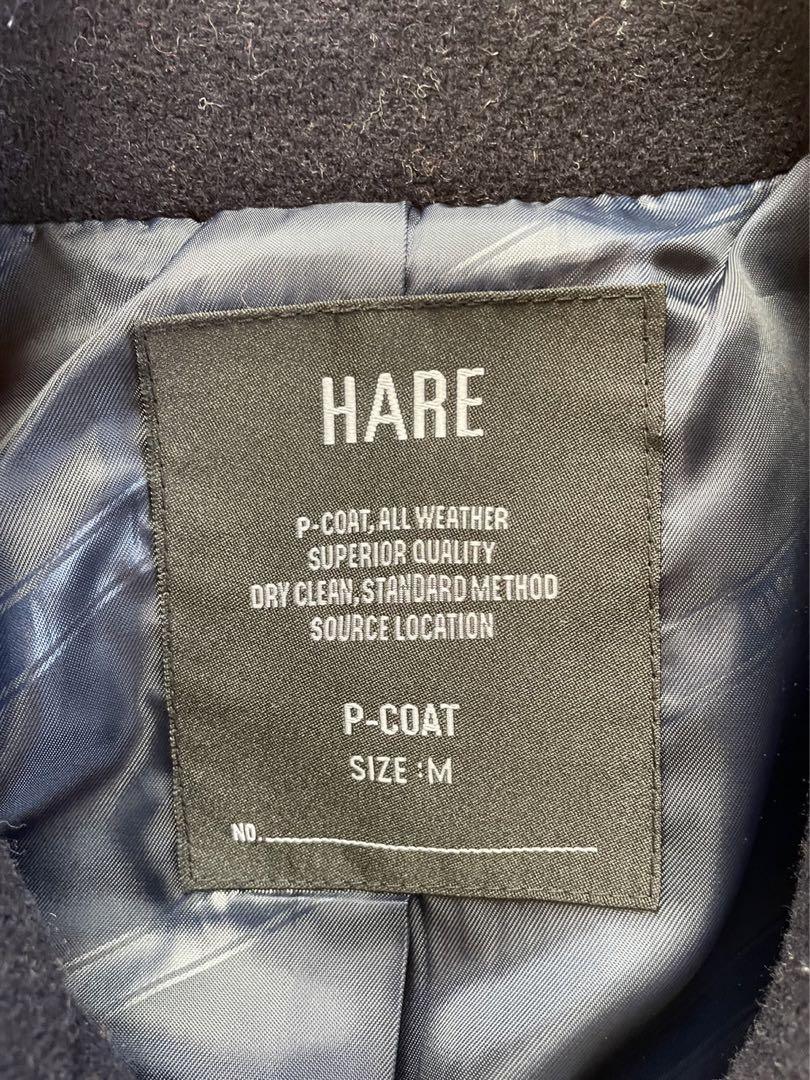 HARE
P-COAT, ALL WEATHER
SUPERIOR QUALITY
DRY CLEAN, STANDARD METHOD
SOURCE LOCATION
P-COAT
SIZE : M
NO.